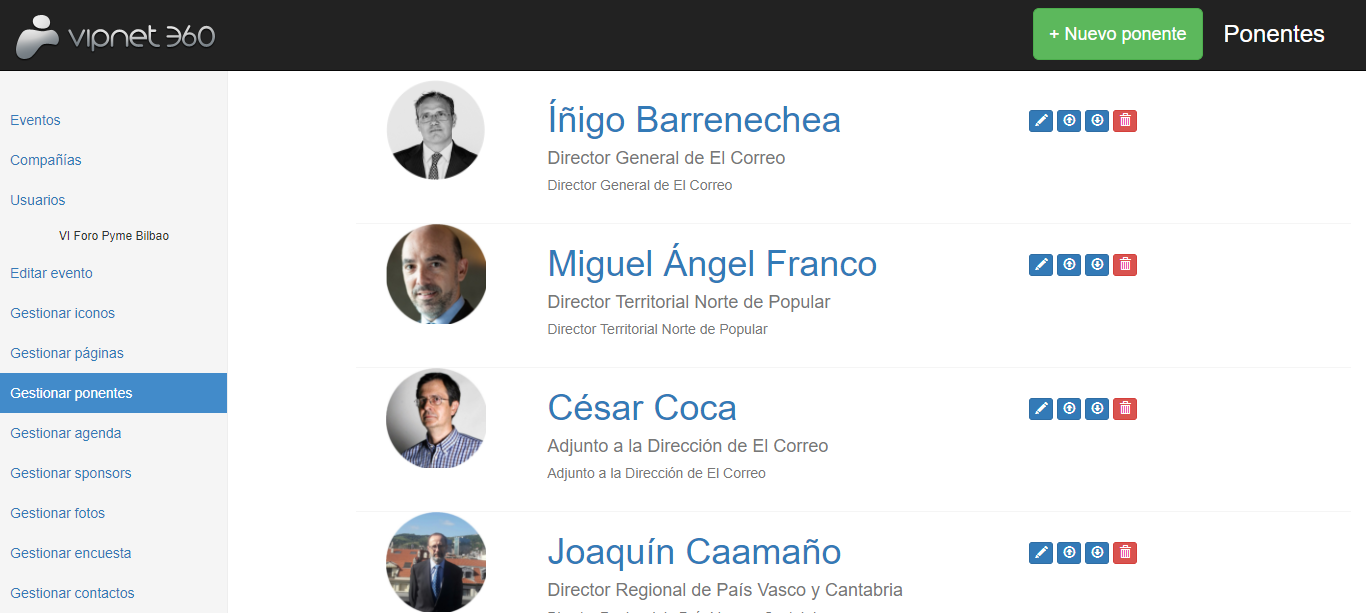 vipnet 360
+ Nuevo ponente
Ponentes
Eventos
Compañías
Usuarios
VI Foro Pyme Bilbao
Editar evento
Gestionar iconos
Gestionar páginas
Gestionar ponentes
Gestionar agenda
Gestionar sponsors
Gestionar fotos
Gestionar encuesta
Gestionar contactos
Íñigo Barrenechea
Director General de El Correo
Director General de El Correo
Miguel Ángel Franco
Director Territorial Norte de Popular
Director Territorial Norte de Popular
César Coca
Adjunto a la Dirección de El Correo
Adjunto a la Dirección de El Correo
Joaquín Caamaño
Director Regional de País Vasco y Cantabria